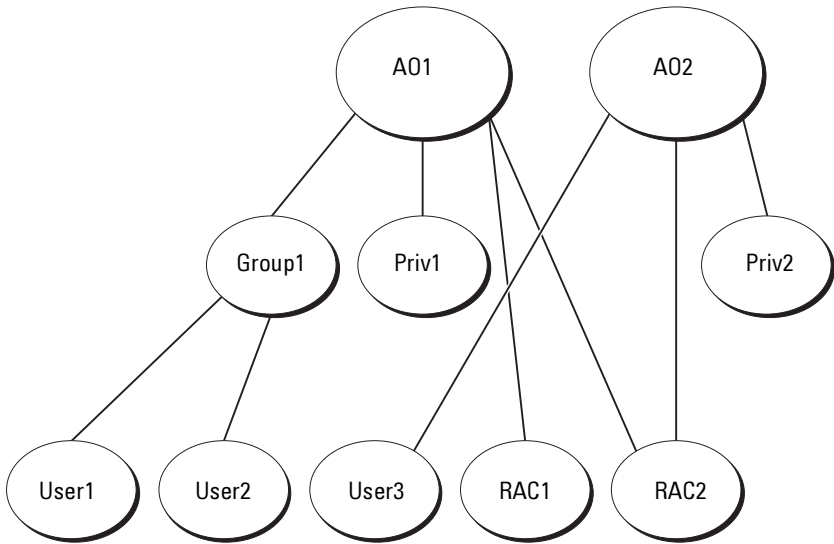 AO1
AO2
Group1
Priv1
Priv2
User1
User2
User3
RAC1
RAC2